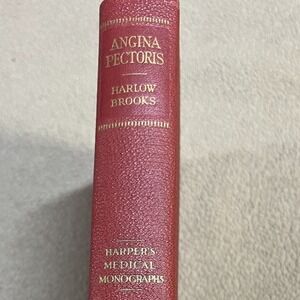 ANGINA
PECTORIS
HARLOW
BROOKS
HARPER'S
MEDICAL
MONOGRAPHS